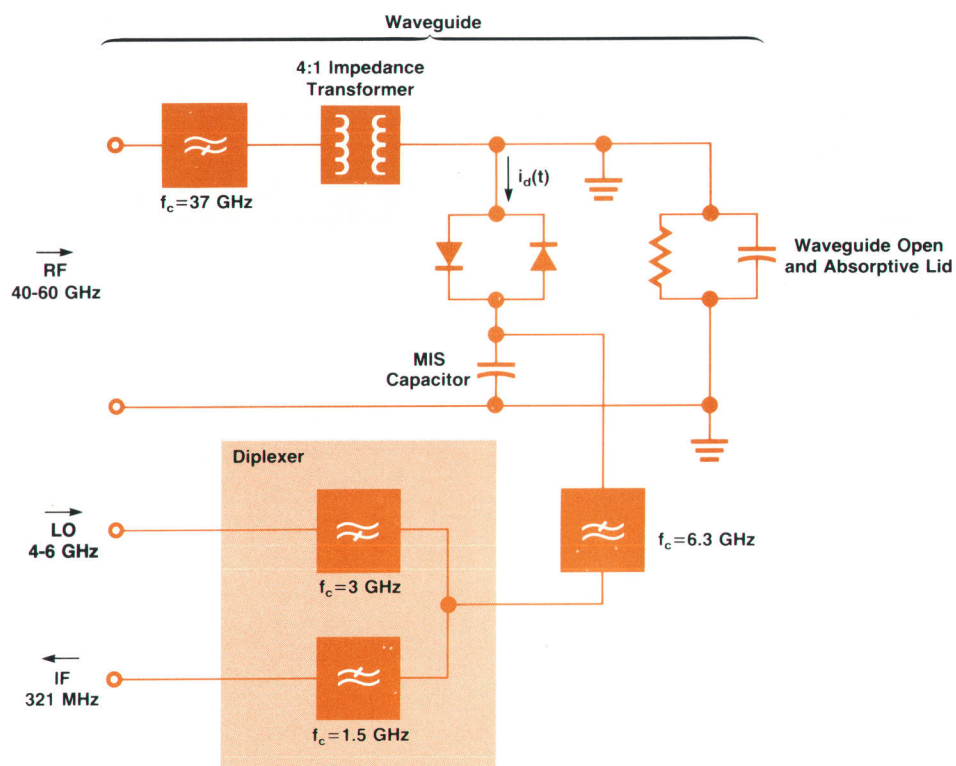 Waveguide
4:1 Impedance
Transformer
f_c=37 GHz
i_d(t)
RF
40-60 GHz
Waveguide Open
and Absorptive Lid
MIS
Capacitor
Diplexer
LO
4-6 GHz
f_c=3 GHz
f_c=6.3 GHz
IF
321 MHz
f_c=1.5 GHz